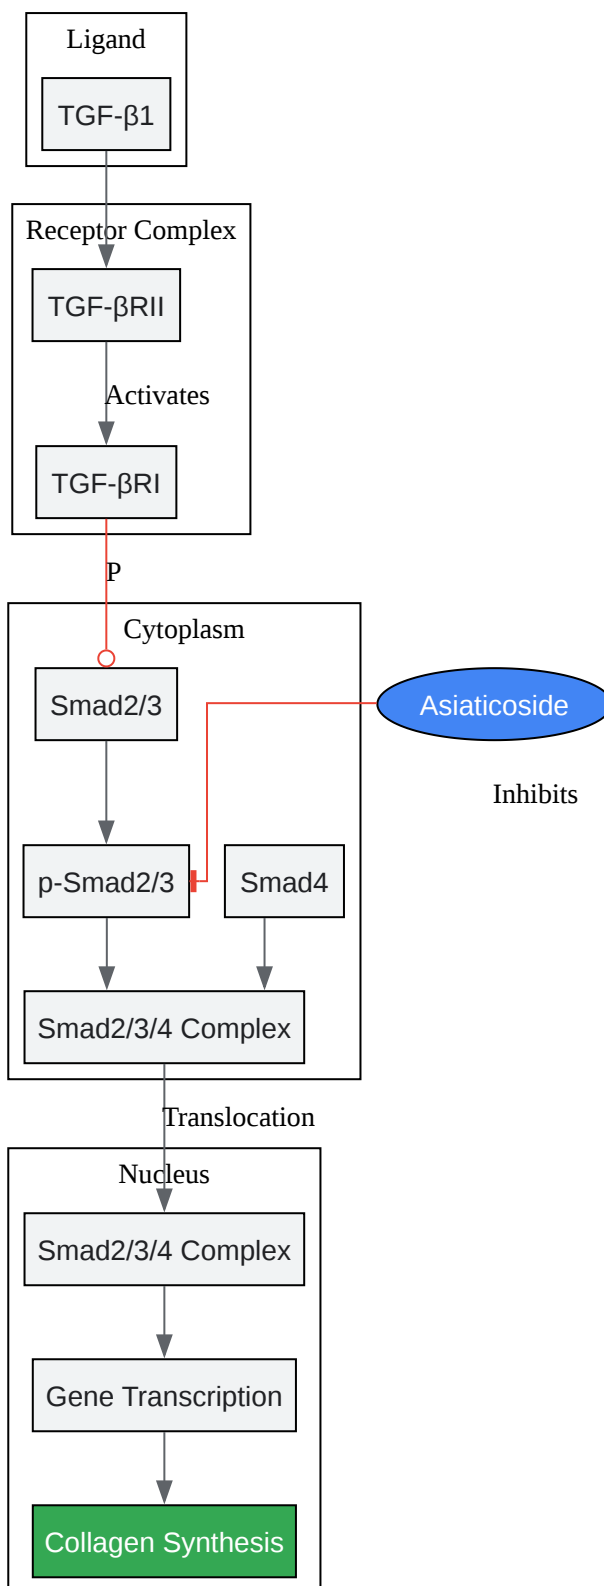 Ligand
TGF-β1
Receptor Complex
TGF-βRII
Activates
TGF-βRI
P
Cytoplasm
Smad2/3
Asiaticoside
Inhibits
p-Smad2/3
Smad4
Smad2/3/4 Complex
Translocation
Nucleus
Smad2/3/4 Complex
Gene Transcription
Collagen Synthesis